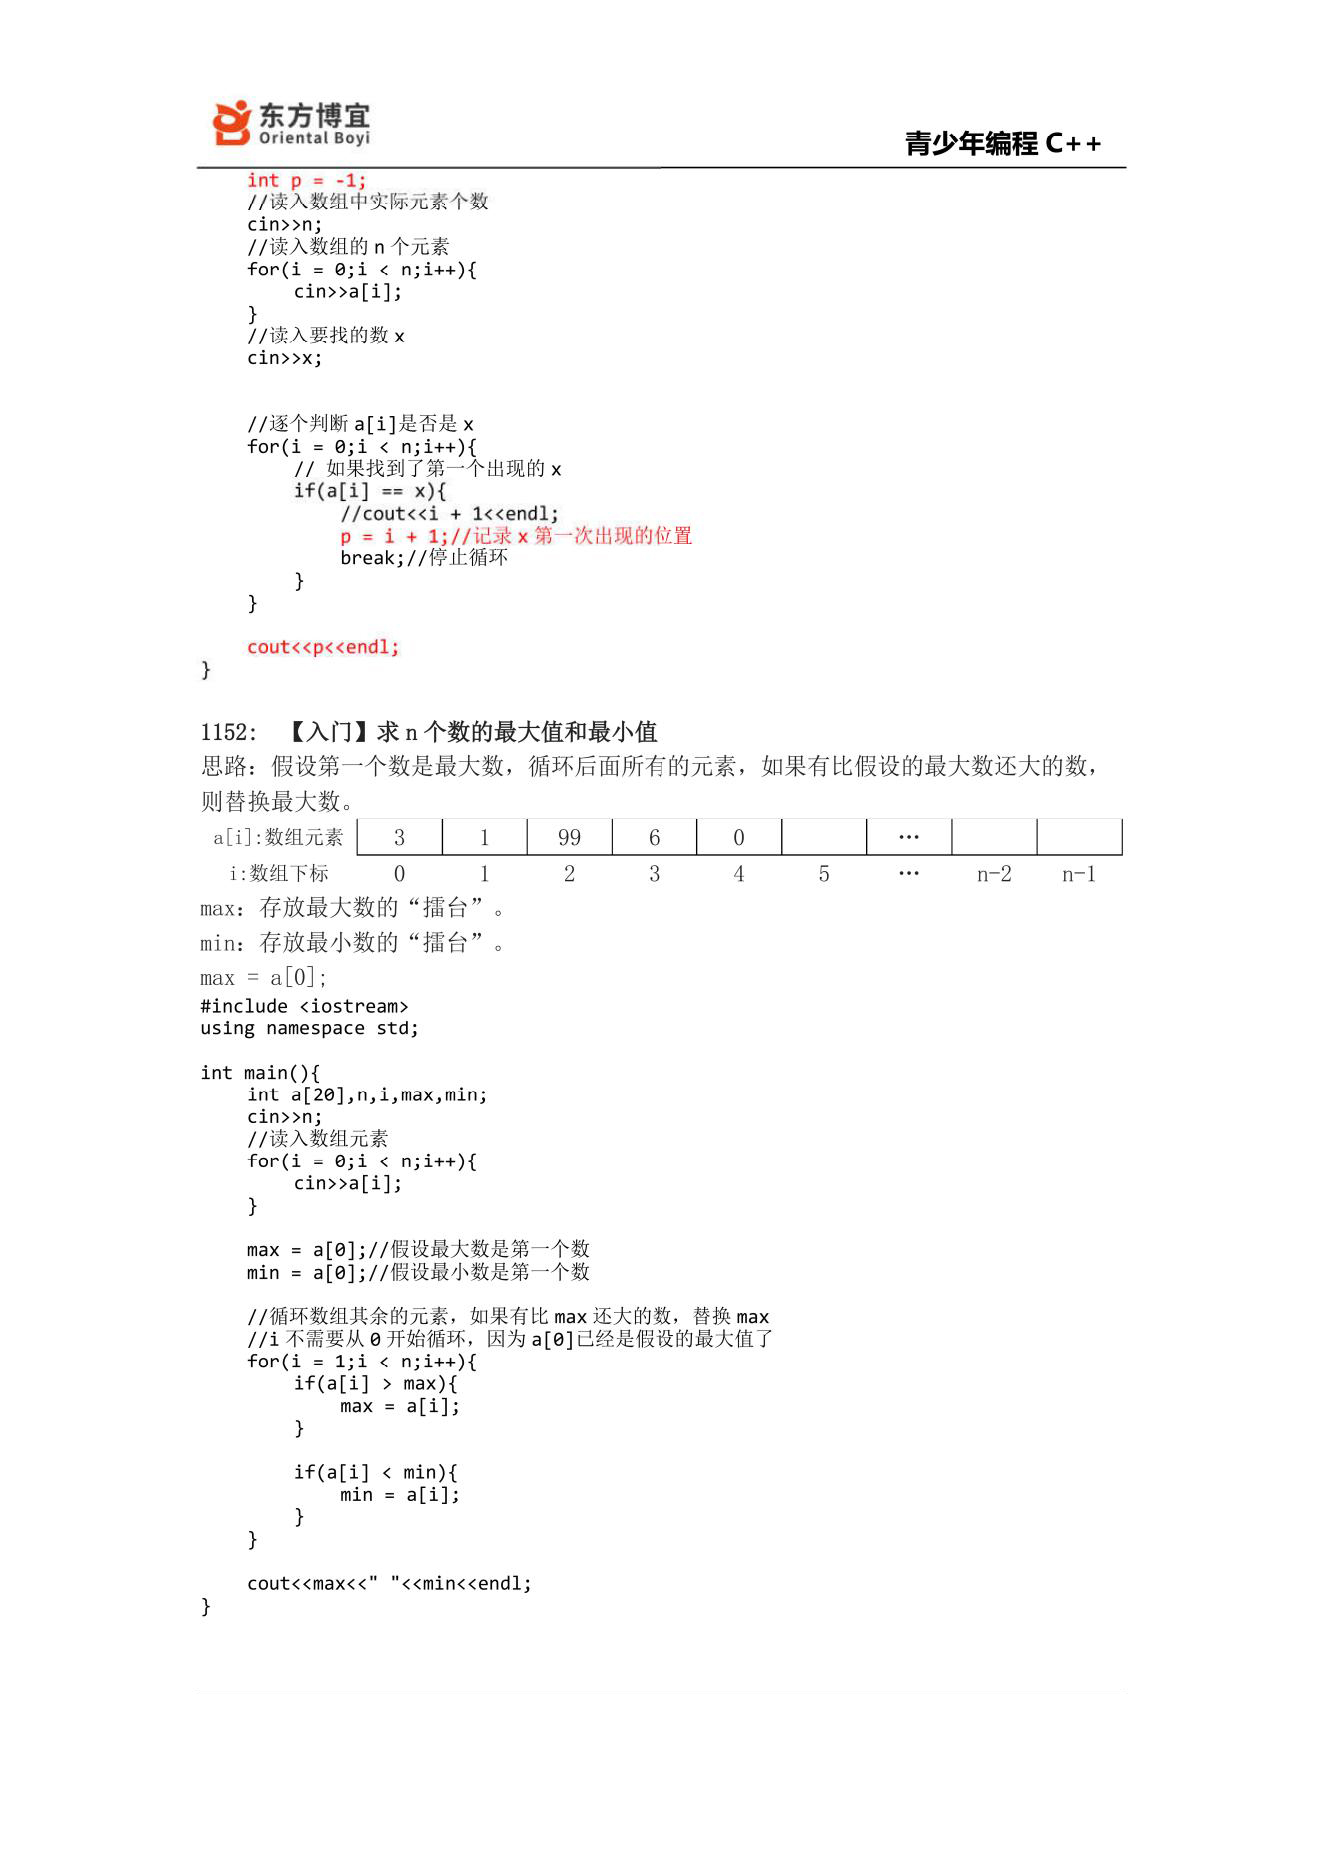 东方博宜
Oriental Boyi
青少年编程 C++
int p = -1;
//读入数组中实际元素个数
cin>>n;
//读入数组的 n 个元素
for(i = 0;i < n;i++){
cin>>a[i];
}
//读入要找的数 x
cin>>x;
//逐个判断 a[i]是否是 x
for(i = 0;i < n;i++){
// 如果找到了第一个出现的 x
if(a[i] == x){
//cout<<i + 1<<endl;
p = i + 1;//记录 x 第一次出现的位置
break;//停止循环
}
}
cout<<p<<endl;
}
1152: 【入门】求 n 个数的最大值和最小值
思路：假设第一个数是最大数，循环后面所有的元素，如果有比假设的最大数还大的数，
则替换最大数。
a[i]:数组元素 3 1 99 6 0 …
i:数组下标 0 1 2 3 4 5 … n-2 n-1
max：存放最大数的“擂台”。
min：存放最小数的“擂台”。
max = a[0];
#include <iostream>
using namespace std;
int main(){
int a[20],n,i,max,min;
cin>>n;
//读入数组元素
for(i = 0;i < n;i++){
cin>>a[i];
}
max = a[0];//假设最大数是第一个数
min = a[0];//假设最小数是第一个数
//循环数组其余的元素，如果有比 max 还大的数，替换 max
//i 不需要从 0 开始循环，因为 a[0]已经是假设的最大值了
for(i = 1;i < n;i++){
if(a[i] > max){
max = a[i];
}
if(a[i] < min){
min = a[i];
}
}
cout<<max<<" "<<min<<endl;
}